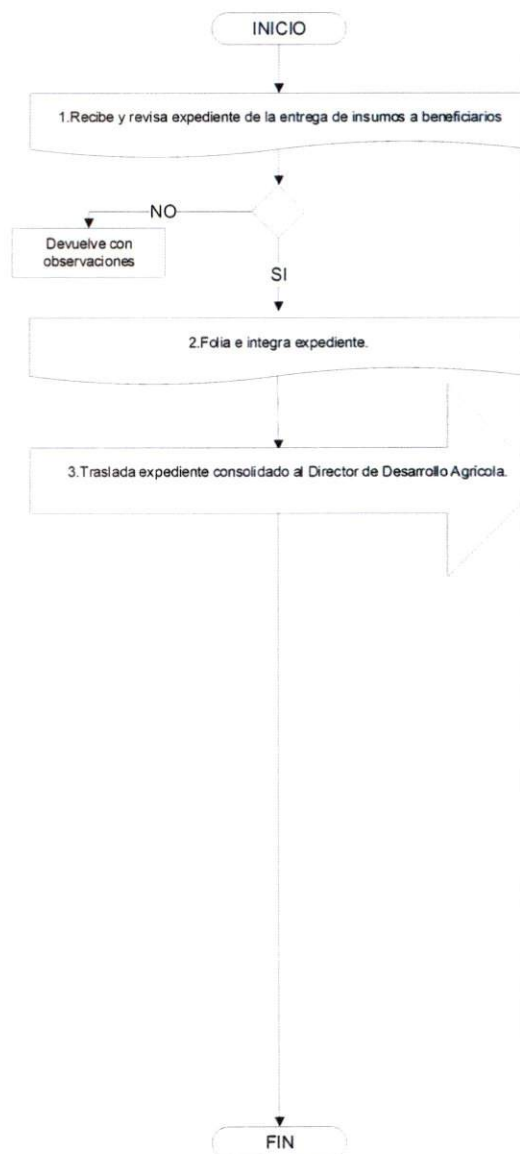 INICIO
1.Recibe y revisa expediente de la entrega de insumos a beneficiarios
NO
Devuelve con
observaciones
SI
2.Folia e integra expediente.
3.Traslada expediente consolidado al Director de Desarrollo Agrícola.
FIN